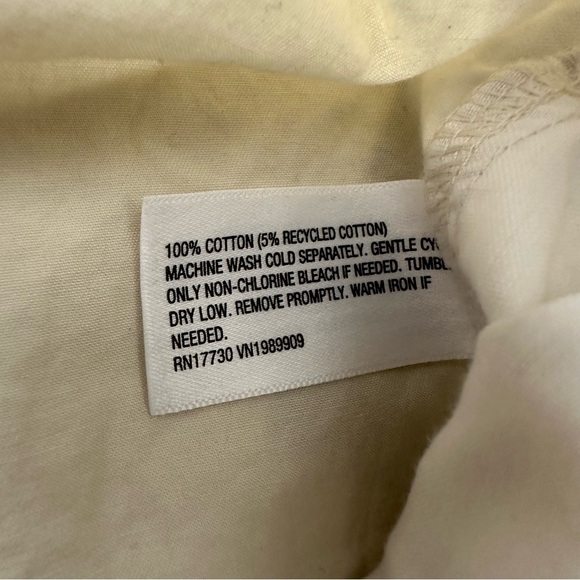 100% COTTON (5% RECYCLED COTTON)
MACHINE WASH COLD SEPARATELY. GENTLE
ONLY NON-CHLORINE BLEACH IF NEEDED. TUMBL
DRY LOW. REMOVE PROMPTLY. WARM IRON IF
NEEDED.
RN17730 VN1989909